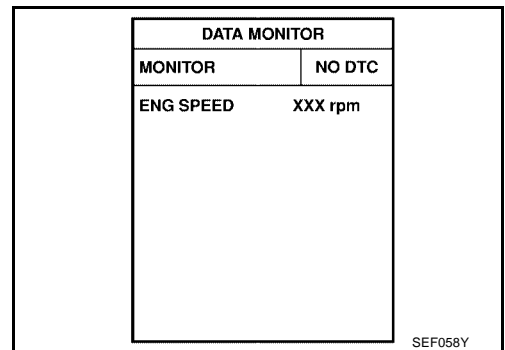 DATA MONITOR
MONITOR NO DTC
ENG SPEED XXX rpm
SEF058Y